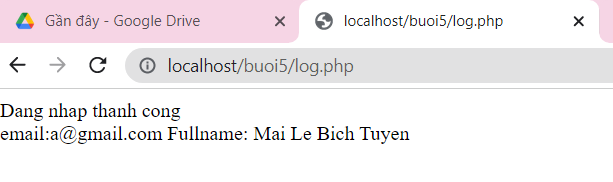 Gần đây - Google Drive
localhost/buoi5/log.php
localhost/buoi5/log.php
Dang nhap thanh cong
email:a@gmail.com Fullname: Mai Le Bich Tuyen